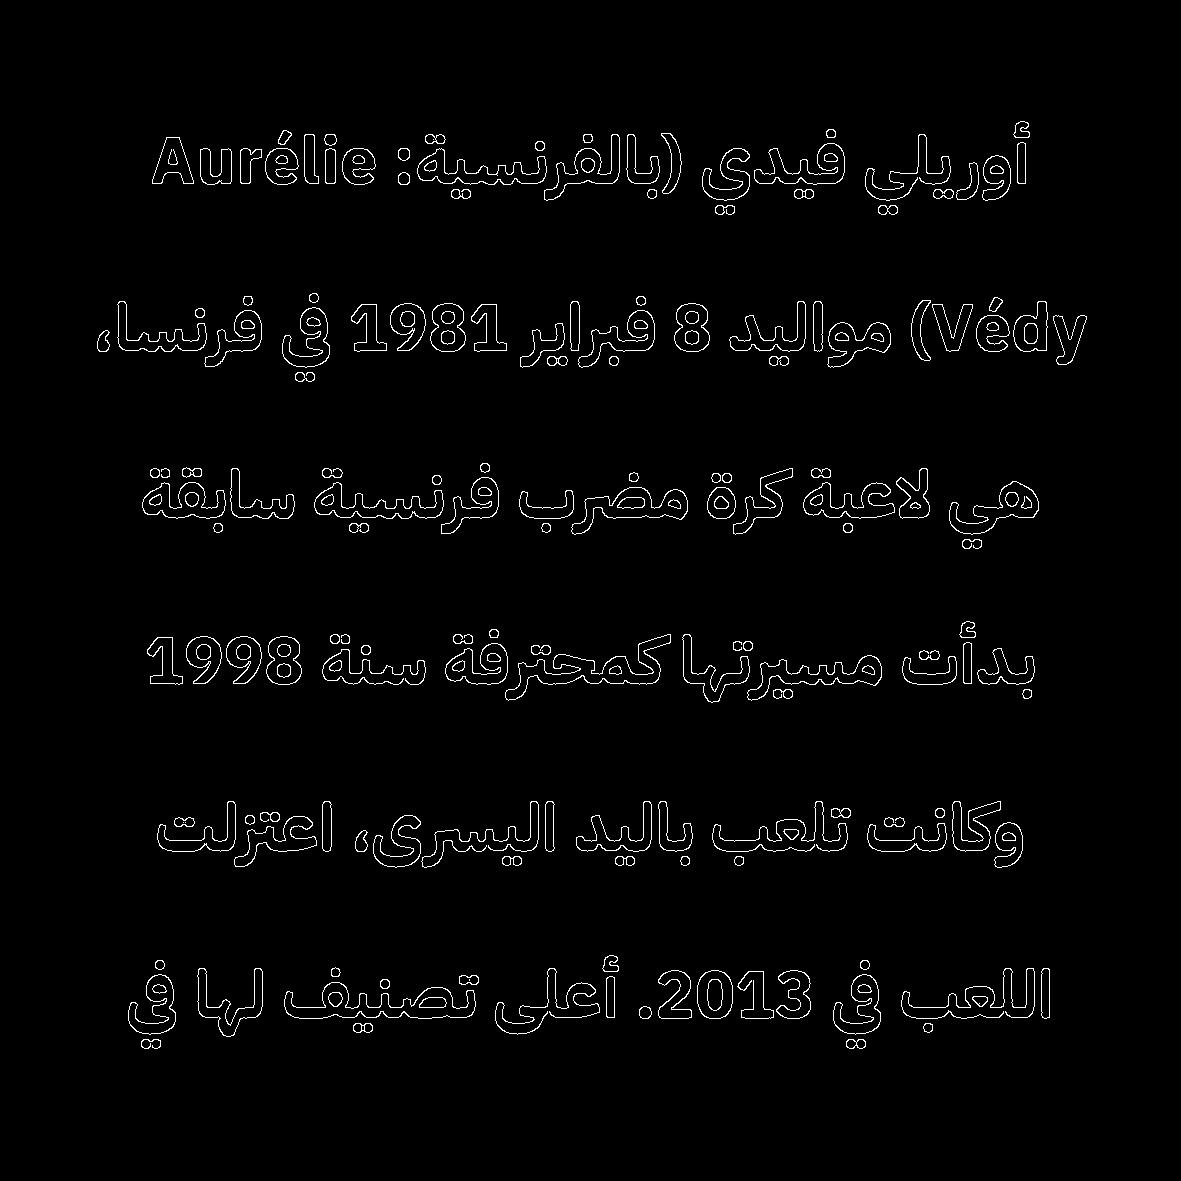 أوريلي فيدي (بالفرنسية: Aurélie
Védy) مواليد 8 فبراير 1981 في فرنسا،
هي لاعبة كرة مضرب فرنسية سابقة
بدأت مسيرتها كمحترفة سنة 1998
وكانت تلعب باليد اليسرى، اعتزلت
اللعب في 2013. أعلى تصنيف لها في